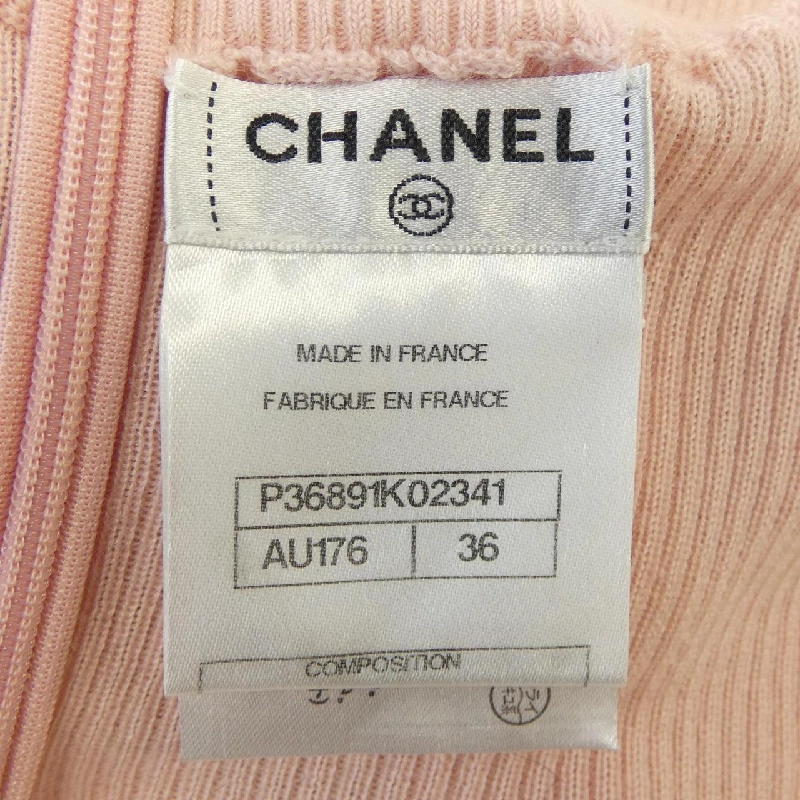 CHANEL
MADE IN FRANCE
FABRIQUE EN FRANCE
P36891K02341
AU176 36
COMPOSITION